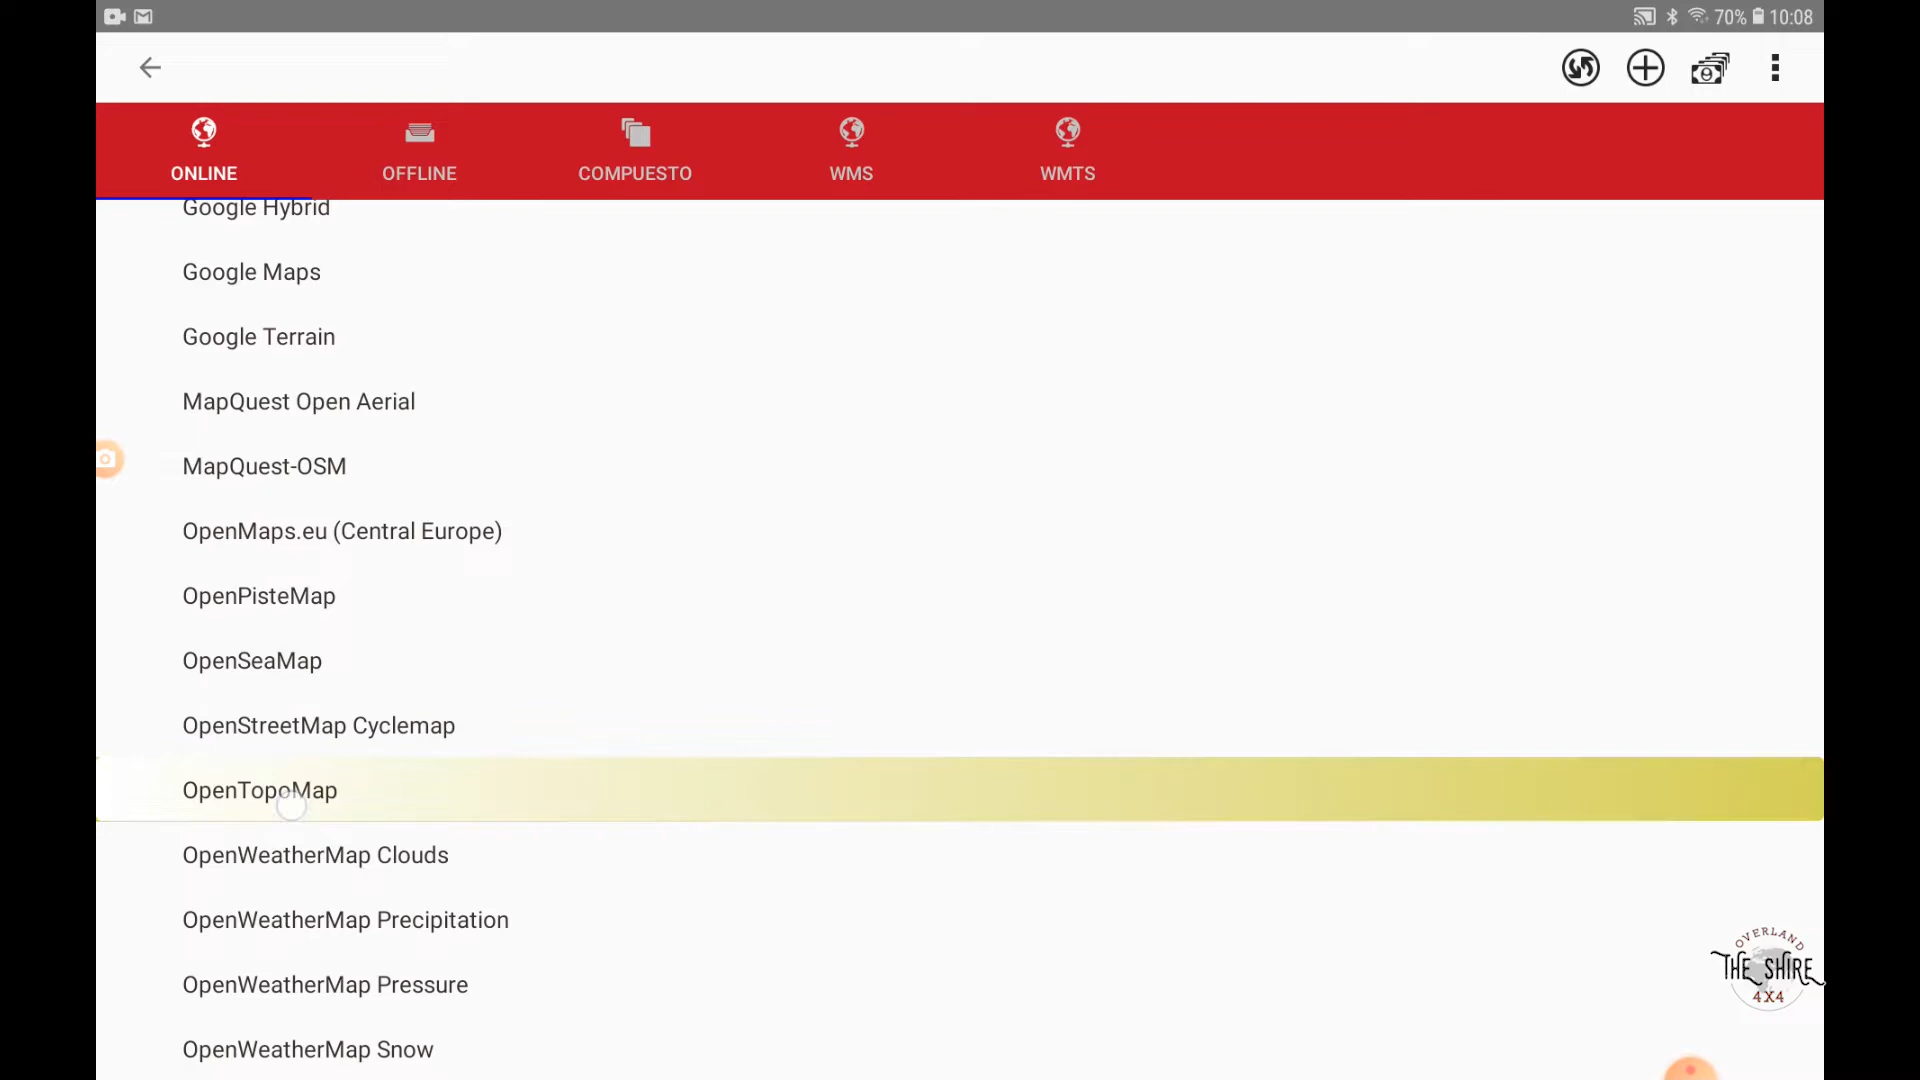 70% 10:08
ONLINE OFFLINE COMPUESTO WMS WMTS
Google Hybrid
Google Maps
Google Terrain
MapQuest Open Aerial
MapQuest-OSM
OpenMaps.eu (Central Europe)
OpenPisteMap
OpenSeaMap
OpenStreetMap Cyclemap
OpenTopoMap
OpenWeatherMap Clouds
OpenWeatherMap Precipitation
OpenWeatherMap Pressure
OpenWeatherMap Snow
OVERLAND
THE SHIRE
4X4